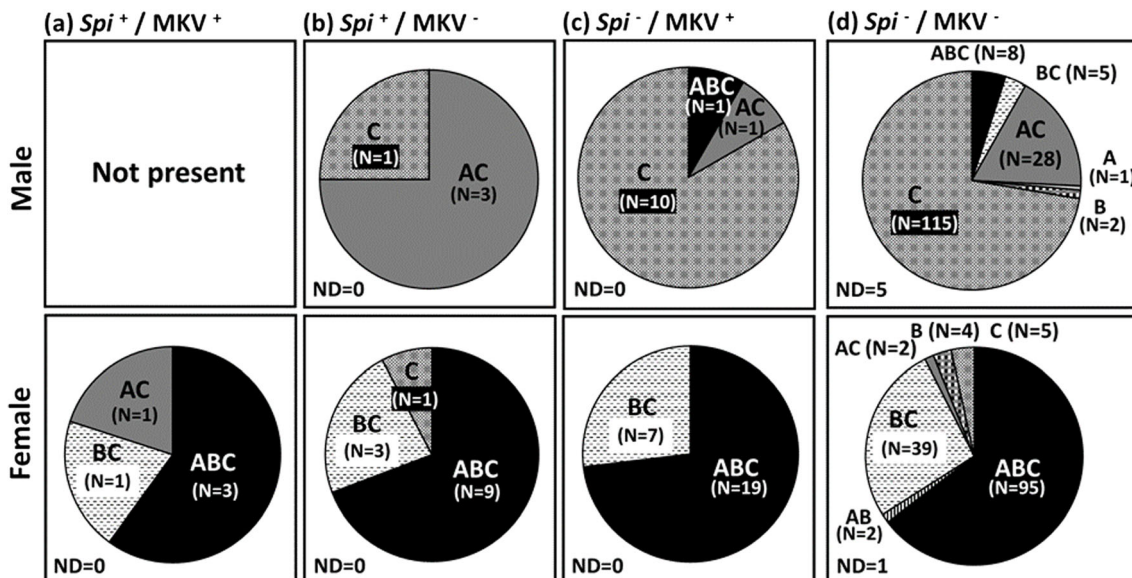 (a) Spi + / MKV +
(b) Spi + / MKV -
(c) Spi - / MKV +
(d) Spi - / MKV -
Male
Not present
C
(N=1)
AC
(N=3)
ND=0
ABC
(N=1)
AC
(N=1)
C
(N=10)
ND=0
ABC (N=8)
BC (N=5)
AC
(N=28)
A
(N=1)
B
(N=2)
C
(N=115)
ND=5
Female
AC
(N=1)
BC
(N=1)
ABC
(N=3)
ND=0
C
(N=1)
BC
(N=3)
ABC
(N=9)
ND=0
BC
(N=7)
ABC
(N=19)
ND=0
B (N=4)
C (N=5)
AC (N=2)
BC
(N=39)
ABC
(N=95)
AB
(N=2)
ND=1